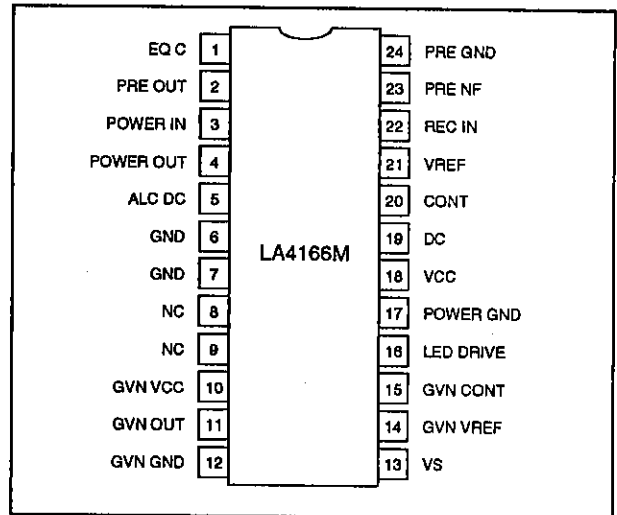 EQ C 1 24 PRE GND
PRE OUT 2 23 PRE NF
POWER IN 3 22 REC IN
POWER OUT 4 21 VREF
ALC DC 5 20 CONT
GND 6 LA4166M 19 DC
GND 7 18 VCC
NC 8 17 POWER GND
NC 9 16 LED DRIVE
GVN VCC 10 15 GVN CONT
GVN OUT 11 14 GVN VREF
GVN GND 12 13 VS